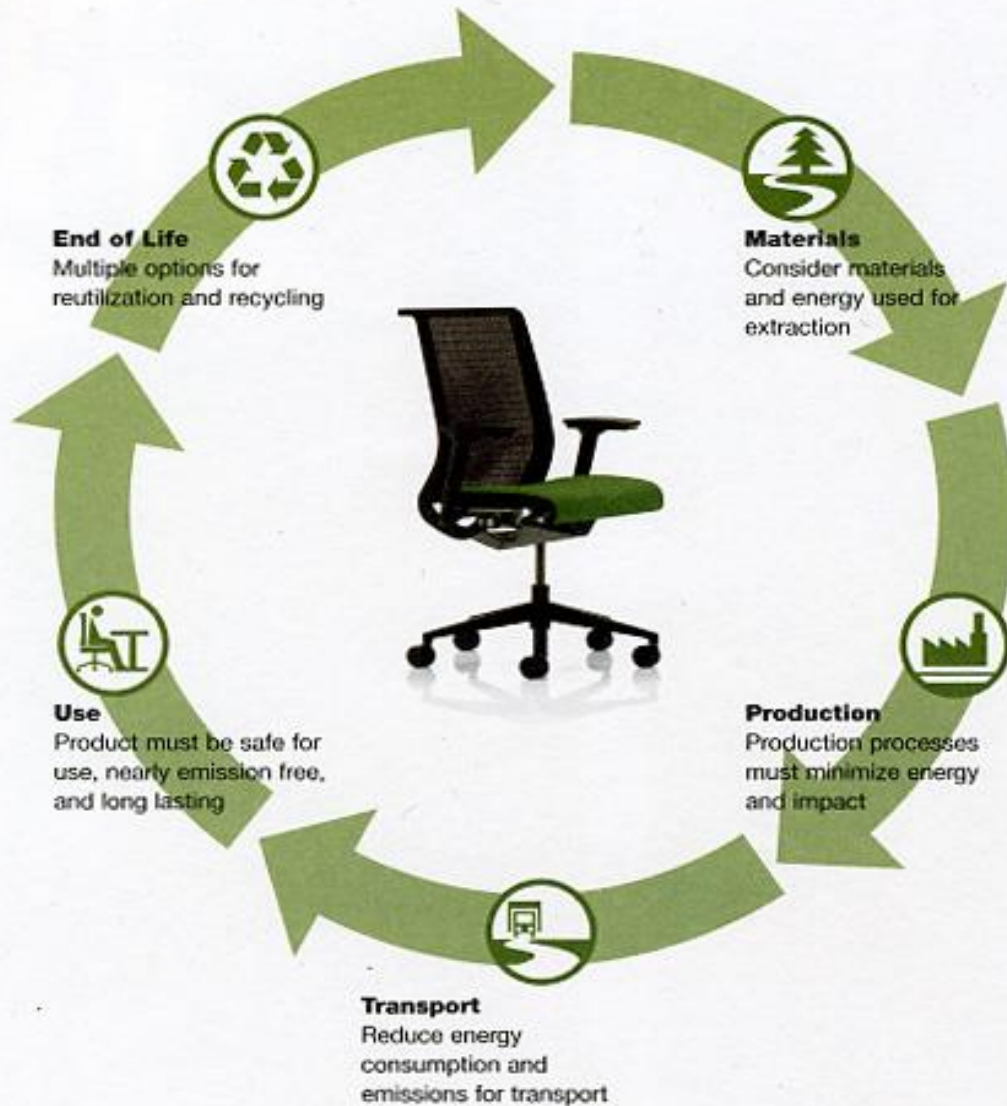 End of Life
Multiple options for
reutilization and recycling
Materials
Consider materials
and energy used for
extraction
Production
Production processes
must minimize energy
and impact
Transport
Reduce energy
consumption and
emissions for transport
Use
Product must be safe for
use, nearly emission free,
and long lasting